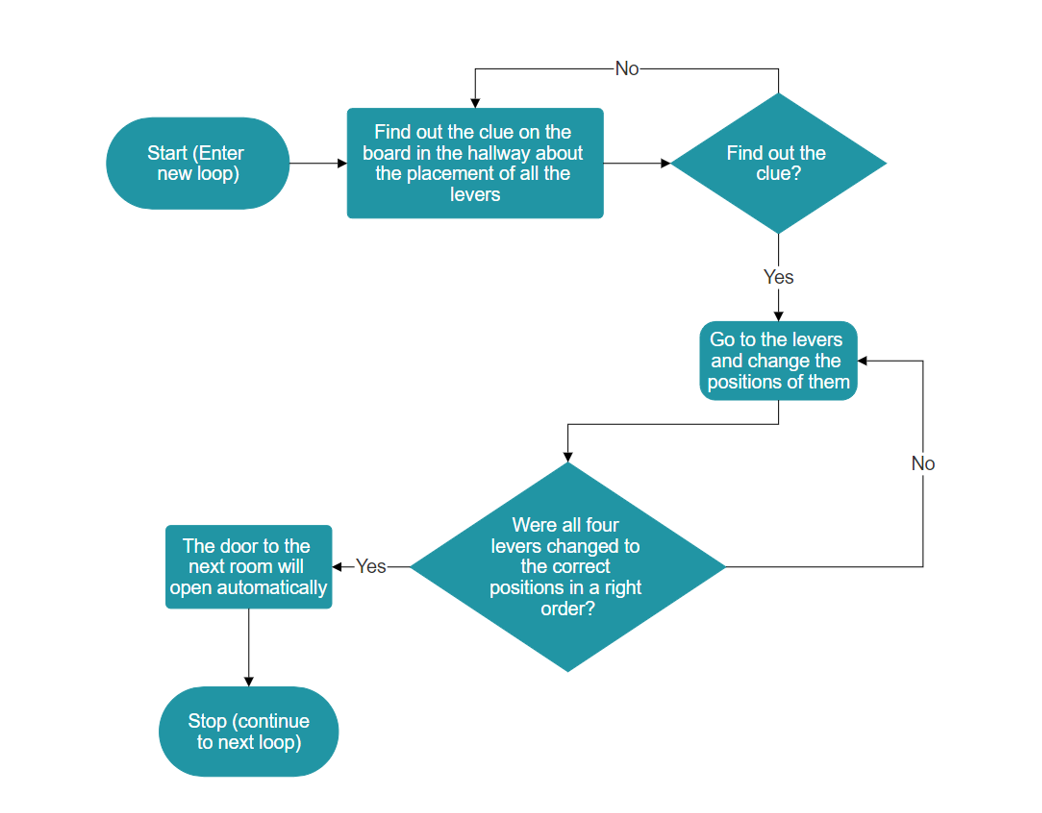 No
Start (Enter
new loop)
Find out the clue on the
board in the hallway about
the placement of all the
levers
Find out the
clue?
Yes
Go to the levers
and change the
positions of them
No
Were all four
levers changed to
the correct
positions in a right
order?
Yes
The door to the
next room will
open automatically
Stop (continue
to next loop)